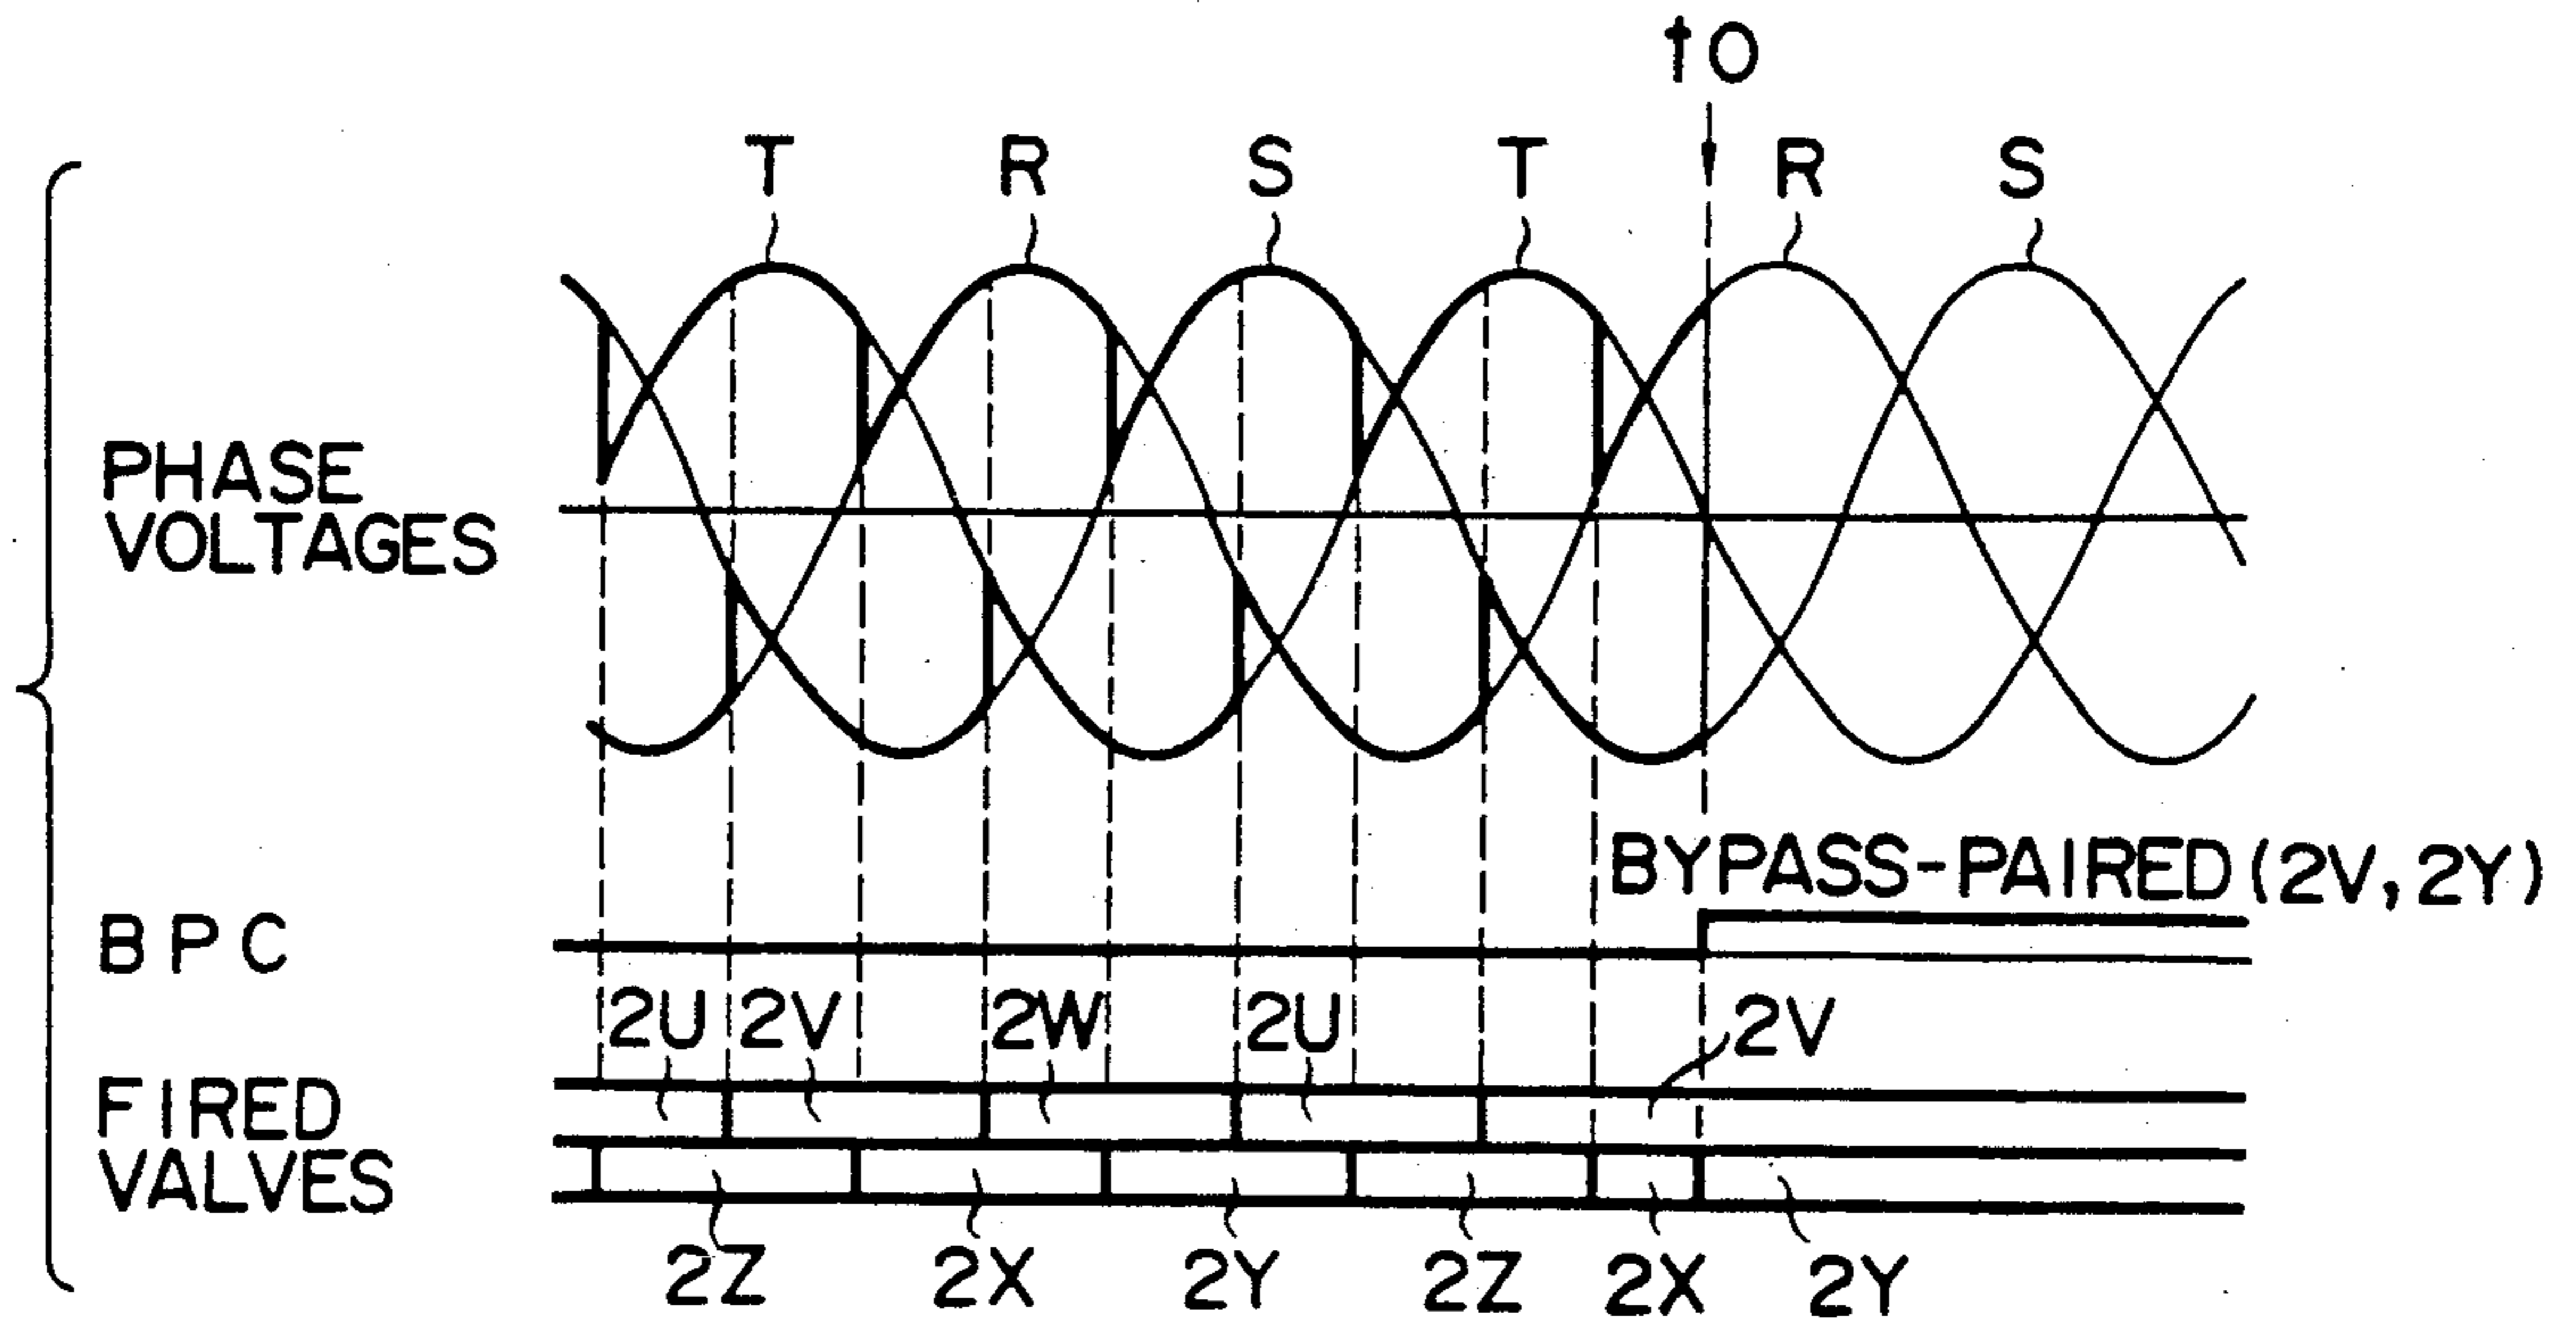 t0
T R S T R S
PHASE
VOLTAGES
BYPASS-PAIRED (2V, 2Y)
BPC
2U 2V 2W 2U 2V
FIRED
VALVES
2Z 2X 2Y 2Z 2X 2Y